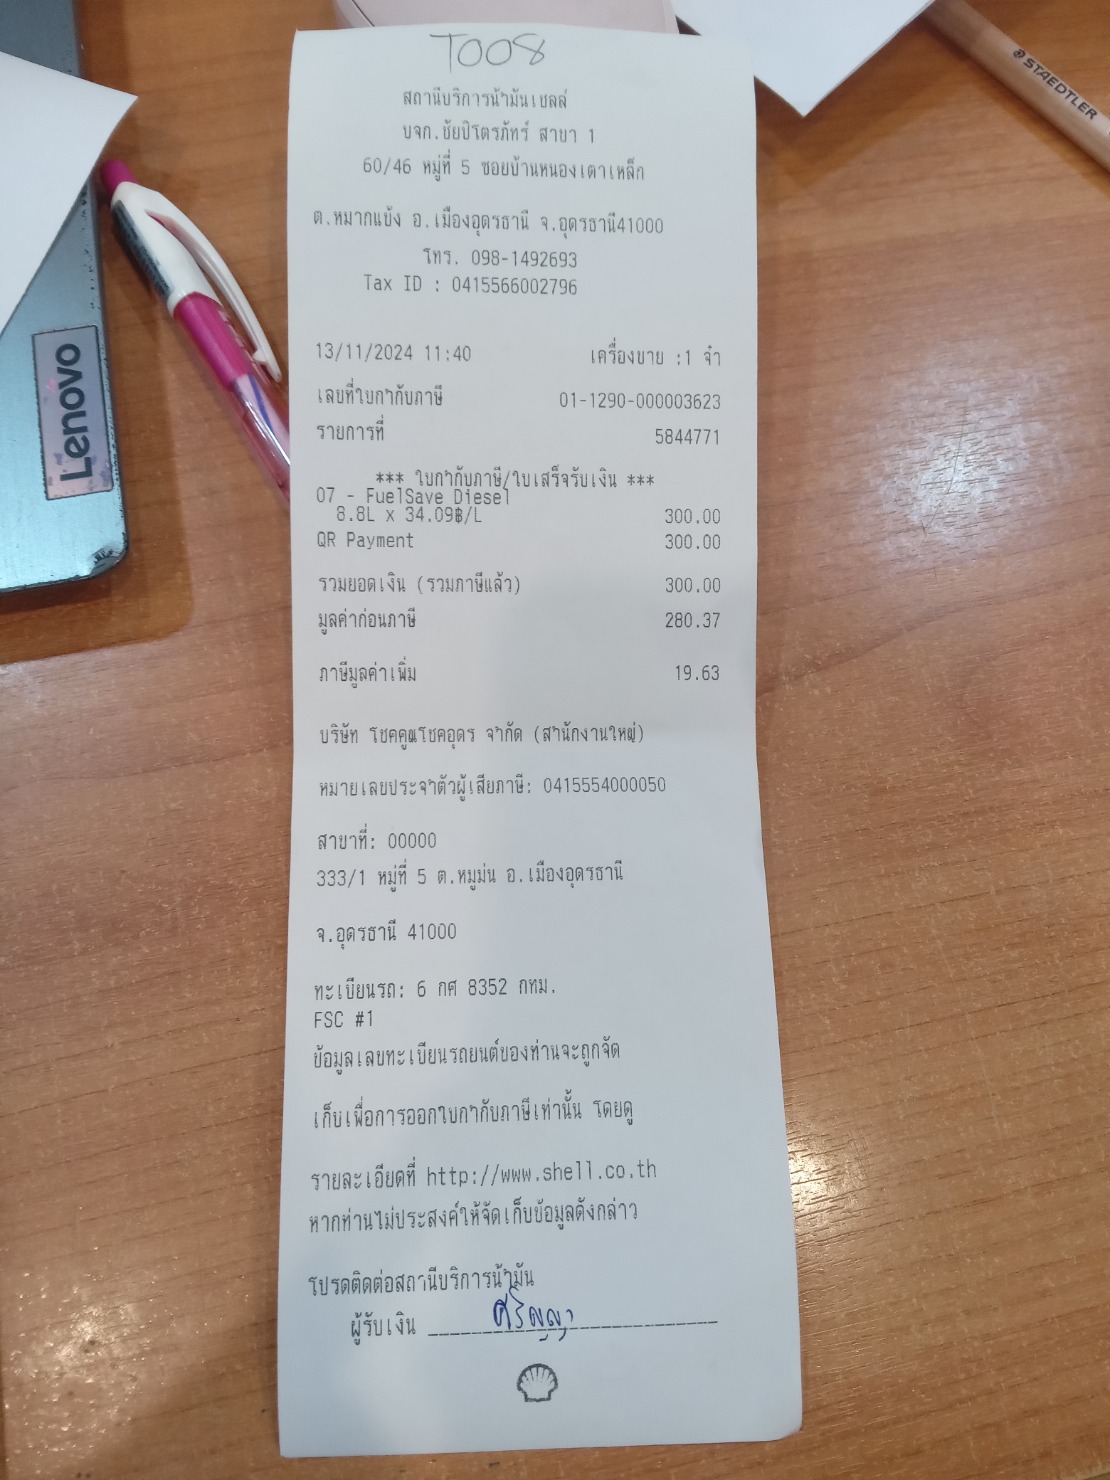 T008
สถานีบริการน้ำมันเชลล์
บจก.ชัยปิโตรภัทร์ สาขา 1
60/46 หมู่ที่ 5 ซอยบ้านหนองเตาเหล็ก
ต.หมากแข้ง อ.เมืองอุดรธานี จ.อุดรธานี41000
โทร. 098-1492693
Tax ID : 0415566002796
13/11/2024 11:40 เครื่องขาย :1 จำ
เลขที่ใบกำกับภาษี 01-1290-000003623
รายการที่ 5844771
*** ใบกำกับภาษี/ใบเสร็จรับเงิน ***
07 - FuelSave Diesel
8.8L x 34.09฿/L 300.00
QR Payment 300.00
รวมยอดเงิน (รวมภาษีแล้ว) 300.00
มูลค่าก่อนภาษี 280.37
ภาษีมูลค่าเพิ่ม 19.63
บริษัท โชคคูณโชคอุดร จำกัด (สำนักงานใหญ่)
หมายเลขประจำตัวผู้เสียภาษี: 0415554000050
สาขาที่: 00000
333/1 หมู่ที่ 5 ต.หมูม่น อ.เมืองอุดรธานี
จ.อุดรธานี 41000
ทะเบียนรถ: 6 กศ 8352 กทม.
FSC #1
ข้อมูลเลขทะเบียนรถยนต์ของท่านจะถูกจัด
เก็บเพื่อการออกใบกำกับภาษีเท่านั้น โดยดู
รายละเอียดที่ http://www.shell.co.th
หากท่านไม่ประสงค์ให้จัดเก็บข้อมูลดังกล่าว
โปรดติดต่อสถานีบริการน้ำมัน
ผู้รับเงิน ศิริญญา
Lenovo
STAEDTLER